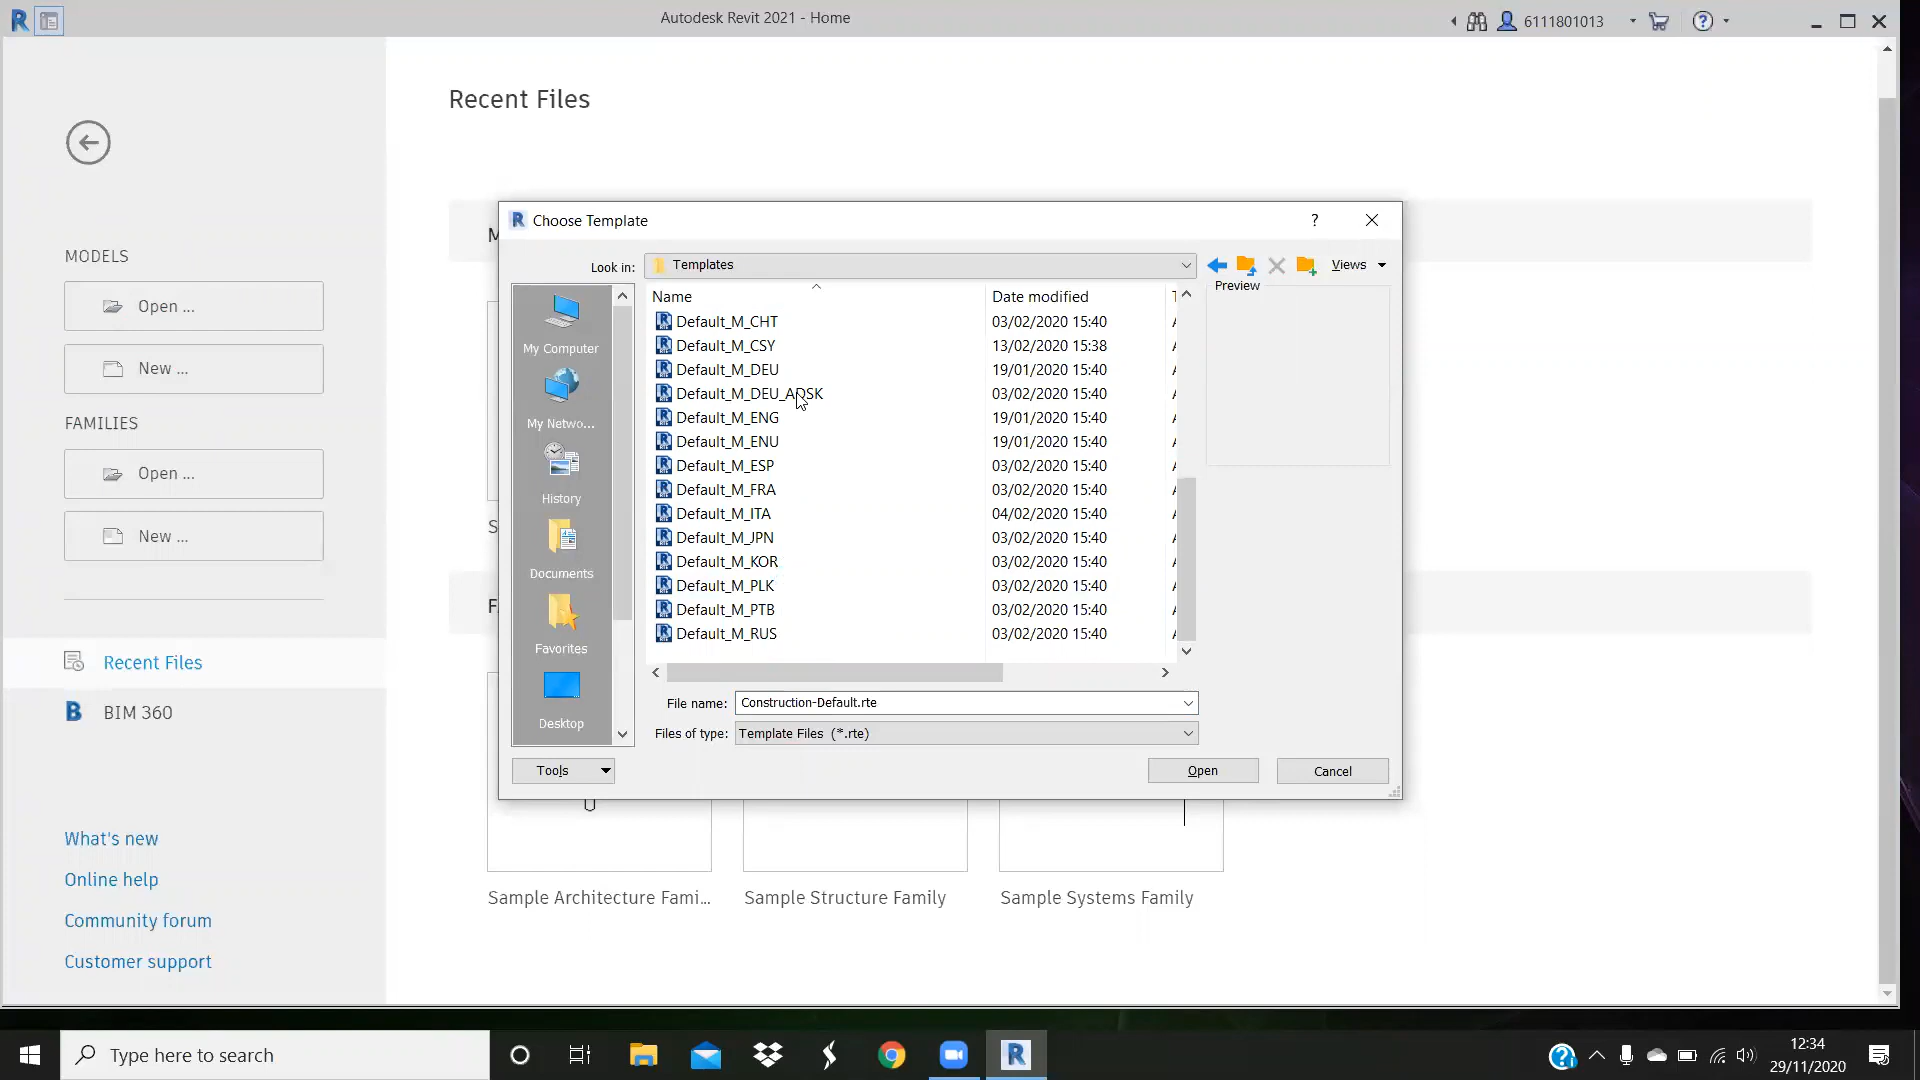 Autodesk Revit 2021 - Home
6111801013
Recent Files
MODELS
Open ...
New ...
FAMILIES
Open ...
New ...
Recent Files
BIM 360
What's new
Online help
Community forum
Customer support
Choose Template
Look in:
Templates
Views
Preview
My Computer
My Netwo...
History
Documents
Favorites
Desktop
Name Date modified
Default_M_CHT 03/02/2020 15:40
Default_M_CSY 13/02/2020 15:38
Default_M_DEU 19/01/2020 15:40
Default_M_DEU_ADSK 03/02/2020 15:40
Default_M_ENG 19/01/2020 15:40
Default_M_ENU 19/01/2020 15:40
Default_M_ESP 03/02/2020 15:40
Default_M_FRA 03/02/2020 15:40
Default_M_ITA 04/02/2020 15:40
Default_M_JPN 03/02/2020 15:40
Default_M_KOR 03/02/2020 15:40
Default_M_PLK 03/02/2020 15:40
Default_M_PTB 03/02/2020 15:40
Default_M_RUS 03/02/2020 15:40
File name: Construction-Default.rte
Files of type: Template Files (*.rte)
Tools
Open
Cancel
Sample Architecture Fami...
Sample Structure Family
Sample Systems Family
Type here to search
12:34
29/11/2020